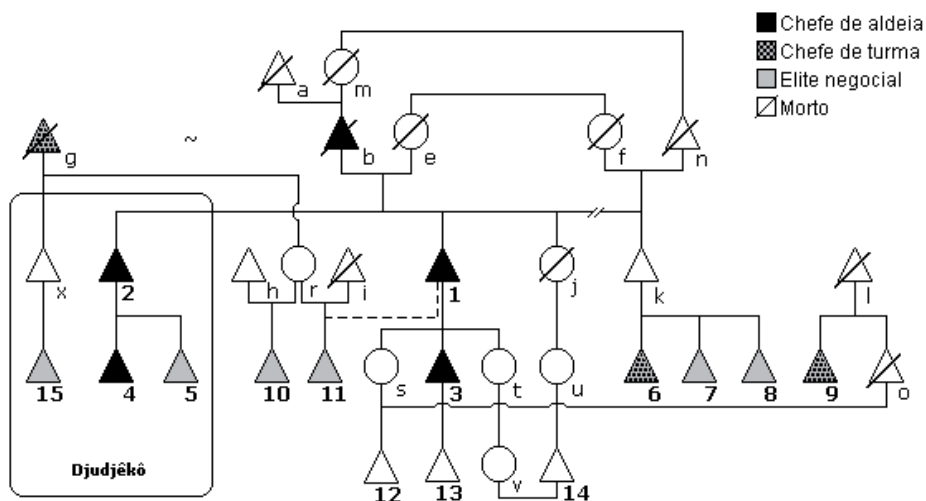 Chefe de aldeia
Chefe de turma
Elite negocial
Morto
a
m
b
e
f
n
g
~
x
2
h
r
i
1
j
k
l
15
4
5
10
11
s
3
t
u
6
7
8
9
o
Djudjêkô
12
13
v
14